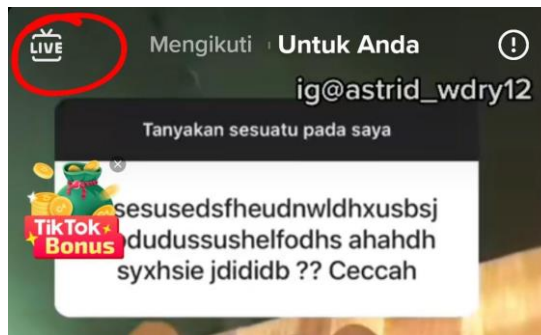 LIVE Mengikuti Untuk Anda
ig@astrid_wdry12
Tanyakan sesuatu pada saya
sesusedsfheudnwldhxusbsj
dudussushelfodhs ahahdh
syxhsie jdididb ?? Ceccah
TikTok
Bonus